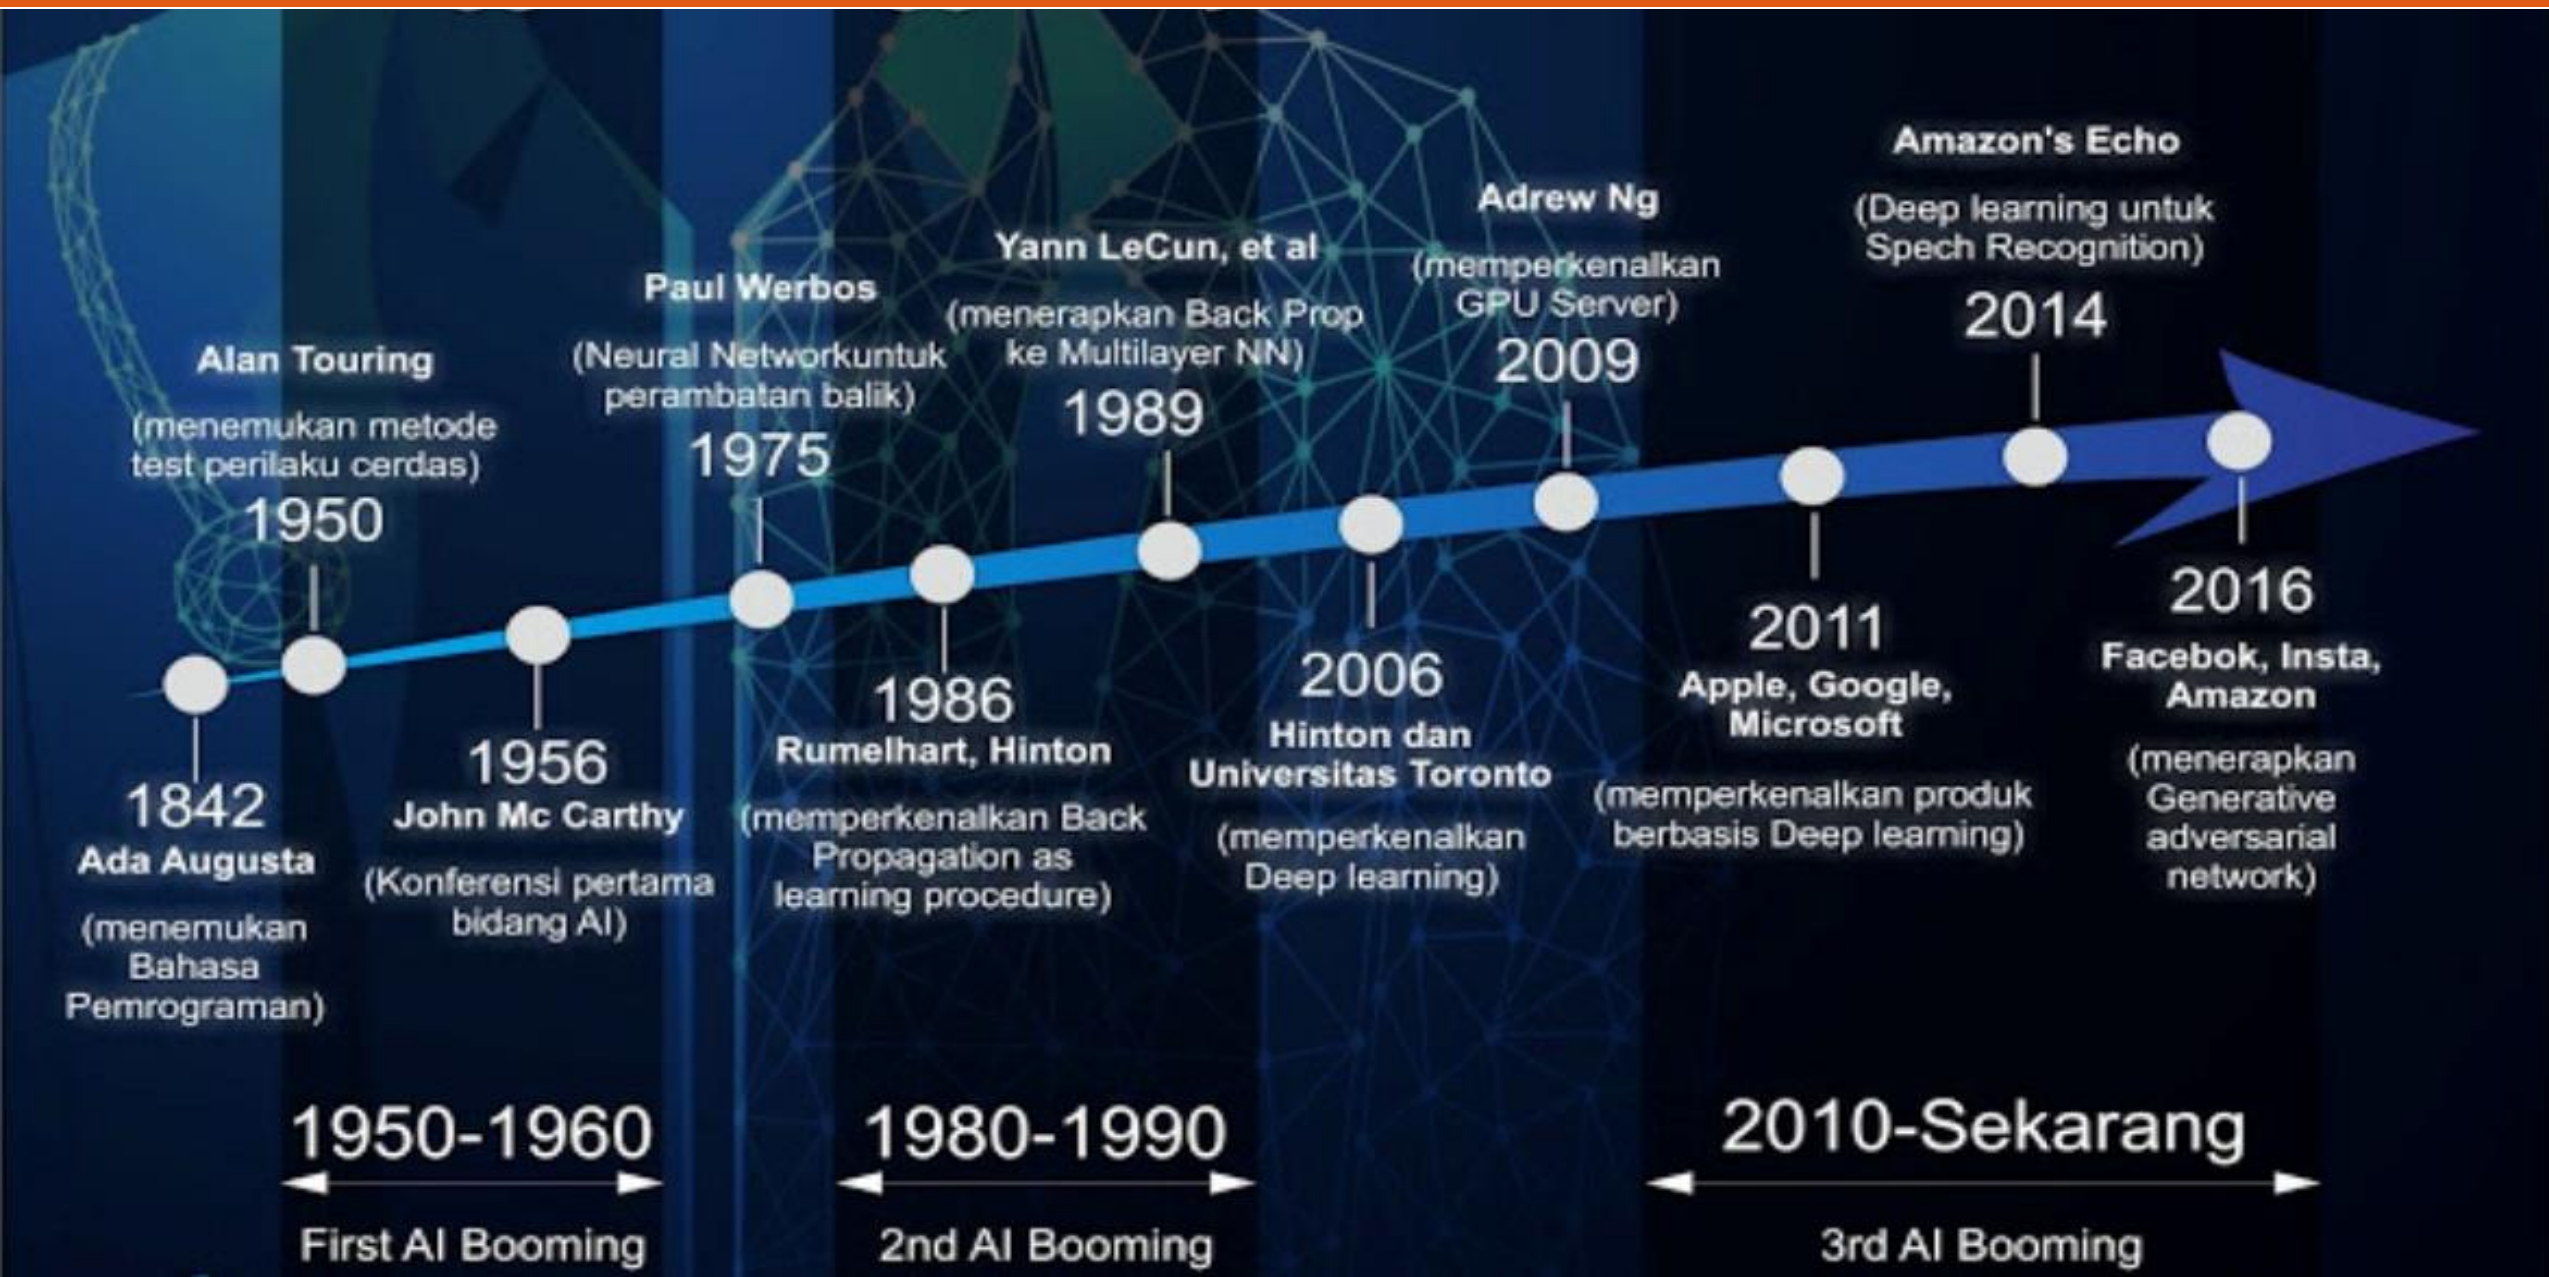 Alan Touring
(menemukan metode
test perilaku cerdas)
1950
Paul Werbos
(Neural Networkuntuk
perambatan balik)
1975
Yann LeCun, et al
(menerapkan Back Prop
ke Multilayer NN)
1989
Adrew Ng
(memperkenalkan
GPU Server)
2009
Amazon's Echo
(Deep learning untuk
Spech Recognition)
2014
1842
Ada Augusta
(menemukan
Bahasa
Pemrograman)
1956
John Mc Carthy
(Konferensi pertama
bidang AI)
1986
Rumelhart, Hinton
(memperkenalkan Back
Propagation as
learning procedure)
2006
Hinton dan
Universitas Toronto
(memperkenalkan
Deep learning)
2011
Apple, Google,
Microsoft
(memperkenalkan produk
berbasis Deep learning)
2016
Facebok, Insta,
Amazon
(menerapkan
Generative
adversarial
network)
1950-1960
First AI Booming
1980-1990
2nd AI Booming
2010-Sekarang
3rd AI Booming